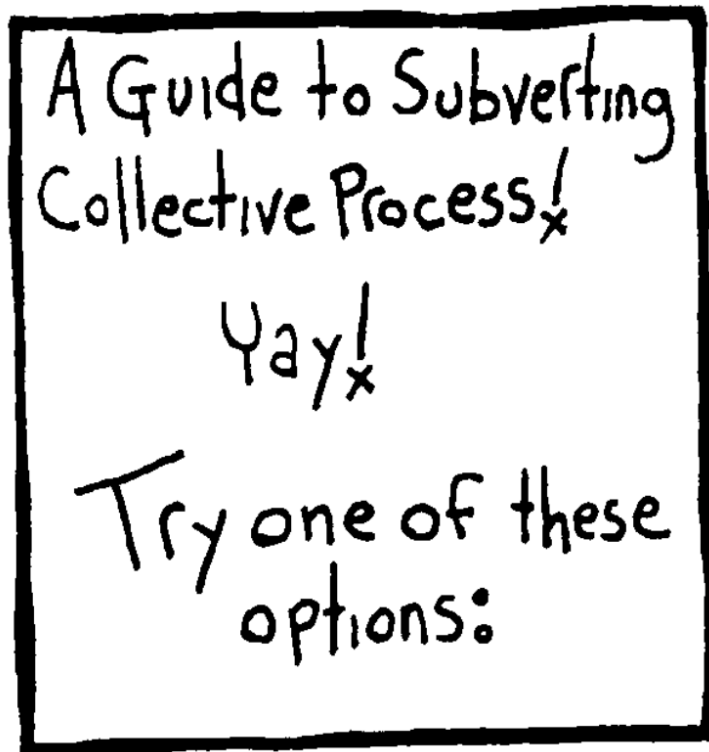 A Guide to Subverting
Collective Process!
Yay!
Try one of these
options: